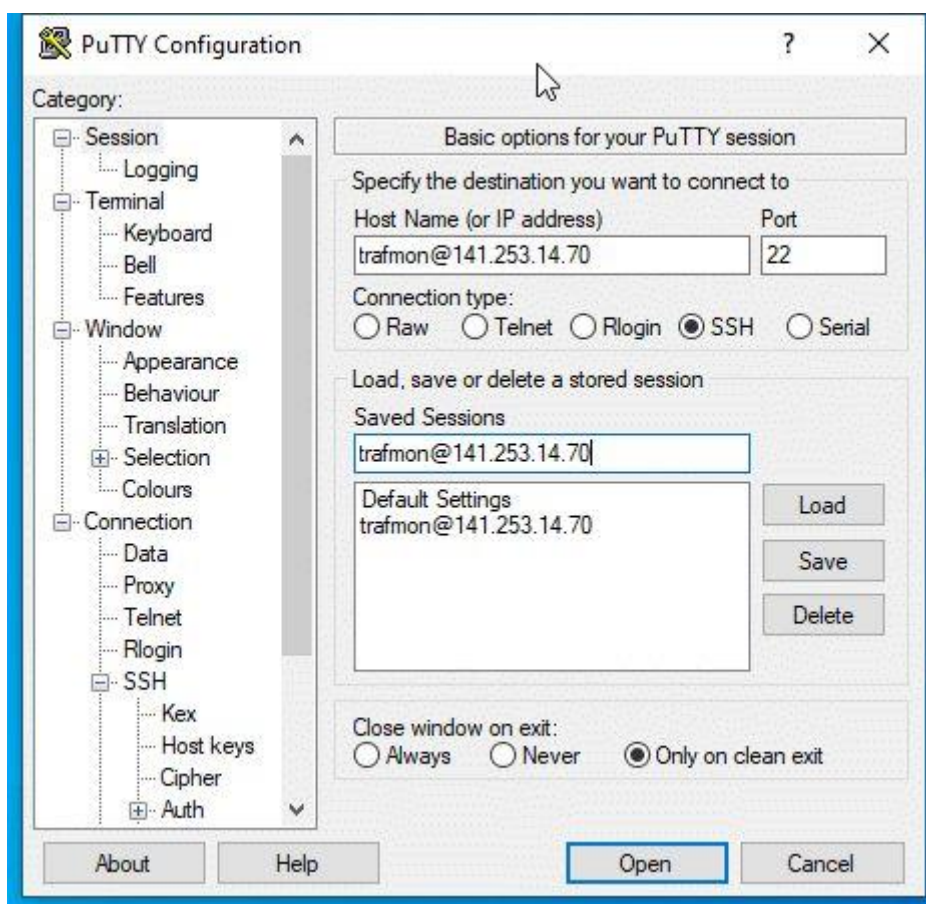 PuTTY Configuration
?
Category:
Session
Logging
Terminal
Keyboard
Bell
Features
Window
Appearance
Behaviour
Translation
Selection
Colours
Connection
Data
Proxy
Telnet
Rlogin
SSH
Kex
Host keys
Cipher
Auth
Basic options for your PuTTY session
Specify the destination you want to connect to
Host Name (or IP address) Port
trafmon@141.253.14.70 22
Connection type:
Raw Telnet Rlogin SSH Serial
Load, save or delete a stored session
Saved Sessions
trafmon@141.253.14.70
Default Settings
trafmon@141.253.14.70
Load
Save
Delete
Close window on exit:
Always Never Only on clean exit
About Help Open Cancel